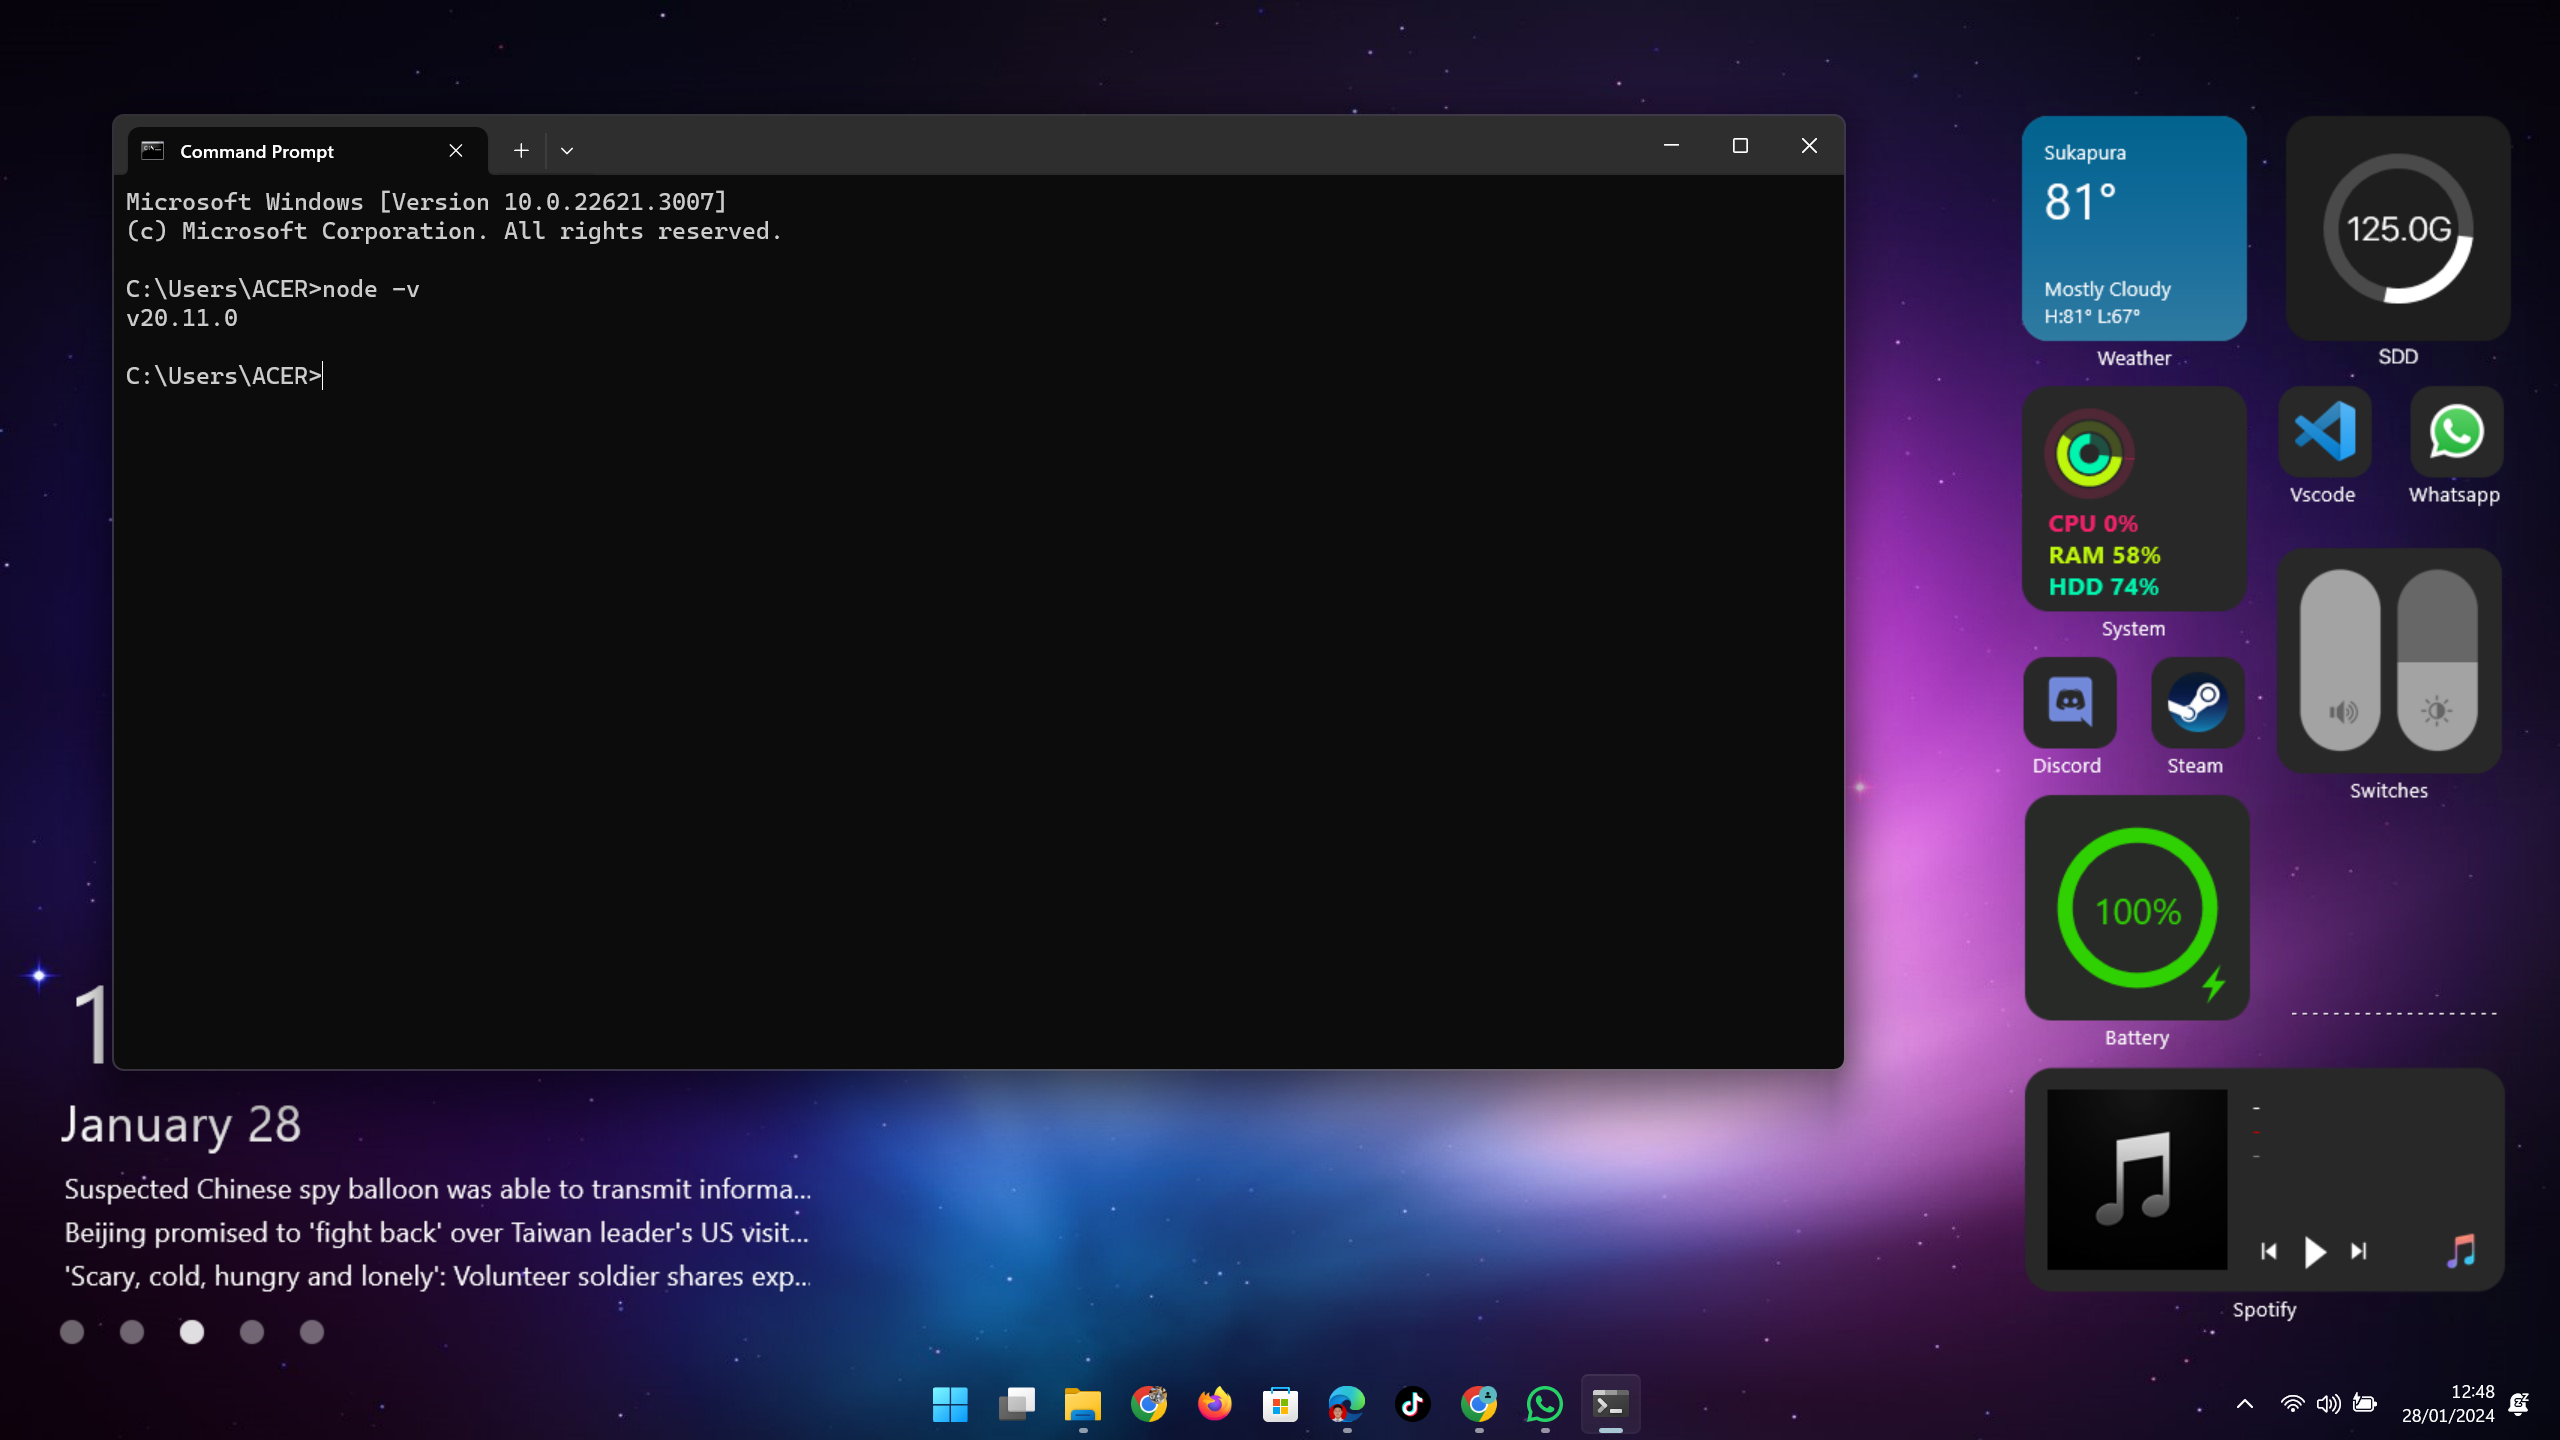 Command Prompt
Microsoft Windows [Version 10.0.22621.3007]
(c) Microsoft Corporation. All rights reserved.
C:\Users\ACER>node -v
v20.11.0
C:\Users\ACER>
1
January 28
Suspected Chinese spy balloon was able to transmit informa...
Beijing promised to 'fight back' over Taiwan leader's US visit...
'Scary, cold, hungry and lonely': Volunteer soldier shares exp...
Sukapura
81°
Mostly Cloudy
H:81° L:67°
Weather
125.0G
SDD
CPU 0%
RAM 58%
HDD 74%
System
Vscode
Whatsapp
Discord
Steam
Switches
100%
Battery
-
-
-
Spotify
12:48
28/01/2024